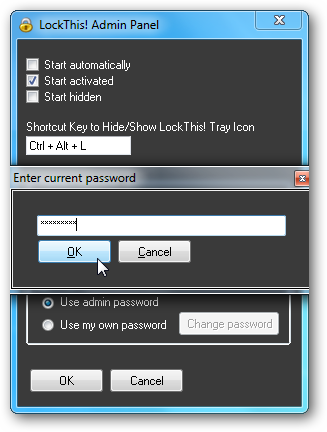 LockThis! Admin Panel
Start automatically
Start activated
Start hidden
Shortcut Key to Hide/Show LockThis! Tray Icon
Ctrl + Alt + L
Enter current password
*********
OK Cancel
Use admin password
Use my own password Change password
OK Cancel